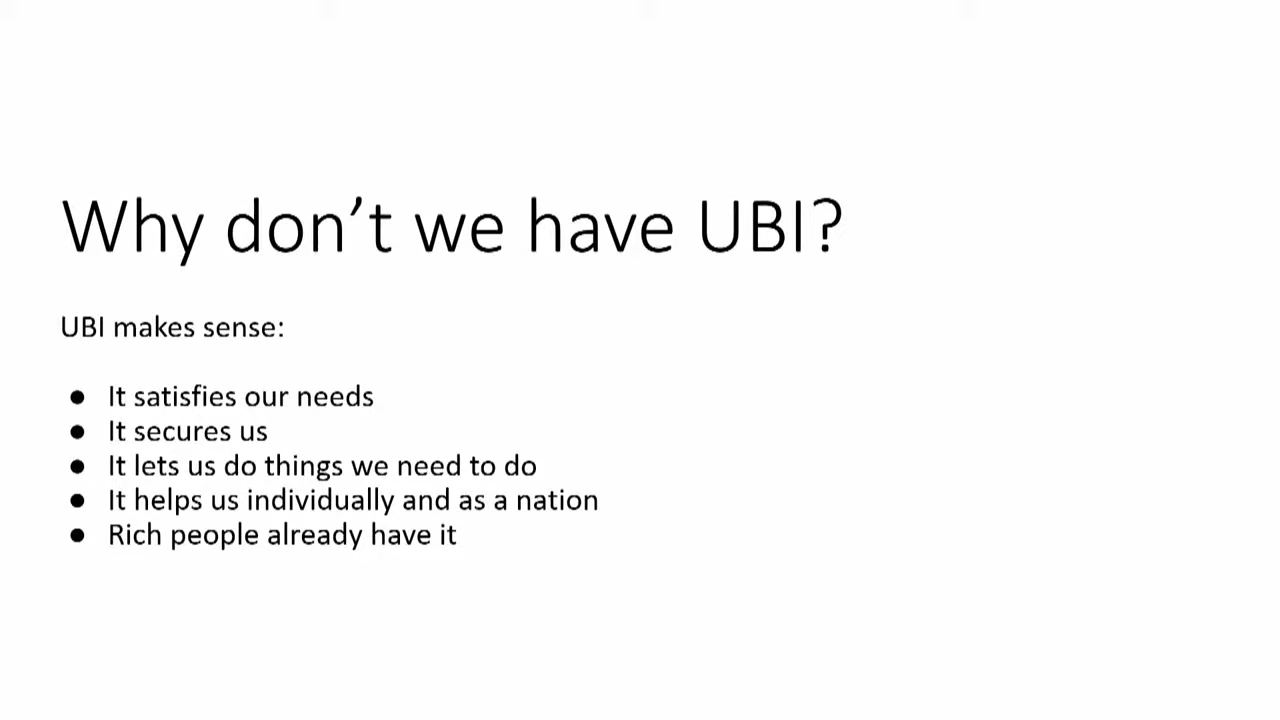 Why don’t we have UBI?
UBI makes sense:
● It satisfies our needs
● It secures us
● It lets us do things we need to do
● It helps us individually and as a nation
● Rich people already have it